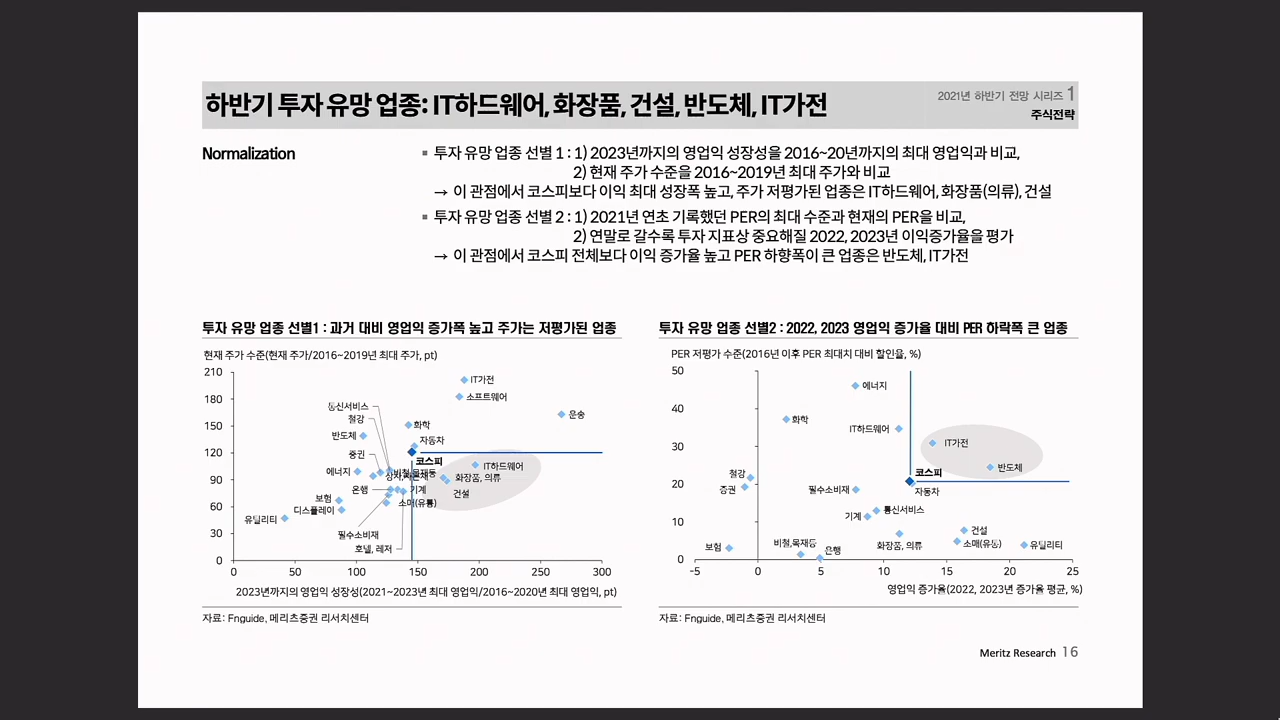 하반기 투자 유망 업종: IT하드웨어, 화장품, 건설, 반도체, IT가전
2021년 하반기 전망 시리즈 1
주식전략
Normalization
▪ 투자 유망 업종 선별 1 : 1) 2023년까지의 영업익 성장성을 2016~20년까지의 최대 영업익과 비교,
2) 현재 주가 수준을 2016~2019년 최대 주가와 비교
→ 이 관점에서 코스피보다 이익 최대 성장폭 높고, 주가 저평가된 업종은 IT하드웨어, 화장품(의류), 건설
▪ 투자 유망 업종 선별 2 : 1) 2021년 연초 기록했던 PER의 최대 수준과 현재의 PER을 비교,
2) 연말로 갈수록 투자 지표상 중요해질 2022, 2023년 이익증가율을 평가
→ 이 관점에서 코스피 전체보다 이익 증가율 높고 PER 하향폭이 큰 업종은 반도체, IT가전
투자 유망 업종 선별1 : 과거 대비 영업익 증가폭 높고 주가는 저평가된 업종
현재 주가 수준(현재 주가/2016~2019년 최대 주가, pt)
210
180
150
120
90
60
30
0
0 50 100 150 200 250 300
IT가전
소프트웨어
운송
통신서비스
철강
화학
반도체
자동차
증권
코스피
IT하드웨어
에너지
화장품, 의류
은행
기계
건설
보험
소매(유통)
디스플레이
유틸리티
필수소비재
호텔, 레저
2023년까지의 영업익 성장성(2021~2023년 최대 영업익/2016~2020년 최대 영업익, pt)
자료: Fnguide, 메리츠증권 리서치센터
투자 유망 업종 선별2 : 2022, 2023 영업익 증가율 대비 PER 하락폭 큰 업종
PER 저평가 수준(2016년 이후 PER 최대치 대비 할인율, %)
50
40
30
20
10
0
-5 0 5 10 15 20 25
에너지
화학
IT하드웨어
IT가전
반도체
철강
코스피
증권
필수소비재
자동차
기계
통신서비스
건설
보험
비철,목재등
은행
화장품, 의류
소매(유통)
유틸리티
영업익 증가율(2022, 2023년 증가율 평균, %)
자료: Fnguide, 메리츠증권 리서치센터
Meritz Research 16